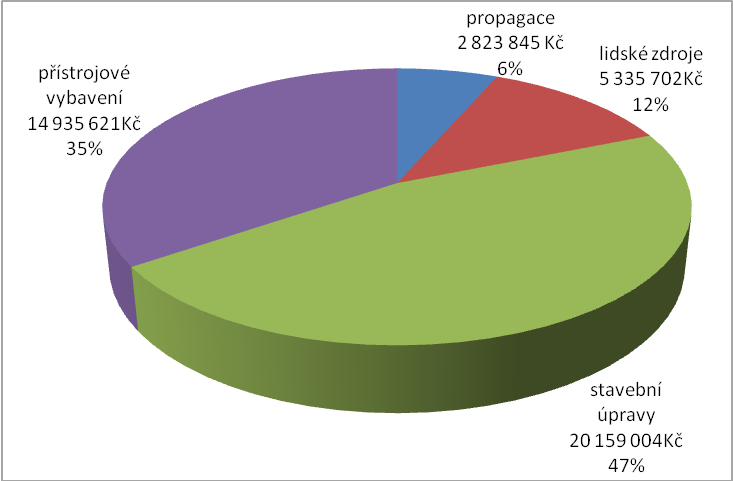 propagace
2 823 845 Kč
6%
lidské zdroje
5 335 702Kč
12%
přístrojové
vybavení
14 935 621Kč
35%
stavební
úpravy
20 159 004Kč
47%